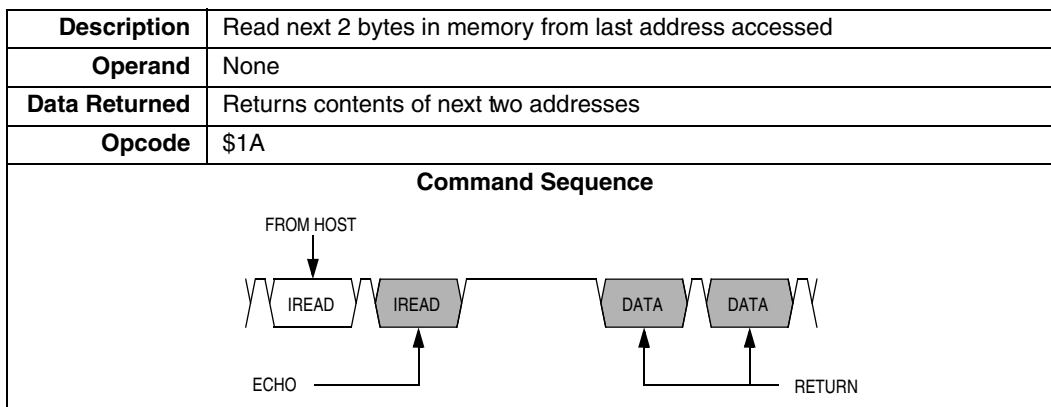 Description Read next 2 bytes in memory from last address accessed
Operand None
Data Returned Returns contents of next two addresses
Opcode $1A
Command Sequence
FROM HOST
IREAD IREAD DATA DATA
ECHO RETURN